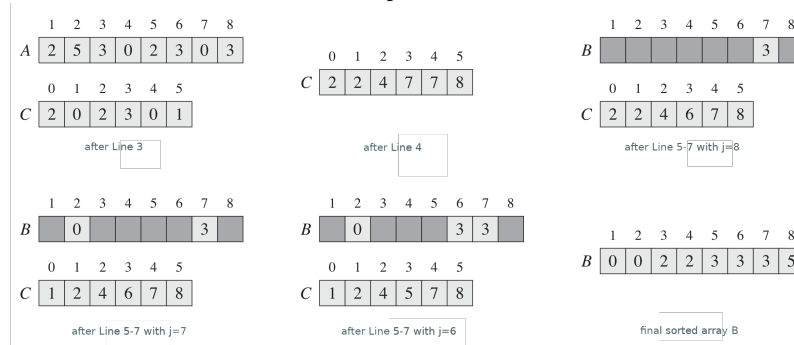 1 2 3 4 5 6 7 8
A 2 5 3 0 2 3 0 3
0 1 2 3 4 5
C 2 0 2 3 0 1
after Line 3
0 1 2 3 4 5
C 2 2 4 7 7 8
after Line 4
1 2 3 4 5 6 7 8
B 3
0 1 2 3 4 5
C 2 2 4 6 7 8
after Line 5-7 with j=8
1 2 3 4 5 6 7 8
B 0 3
0 1 2 3 4 5
C 1 2 4 6 7 8
after Line 5-7 with j=7
1 2 3 4 5 6 7 8
B 0 3 3
0 1 2 3 4 5
C 1 2 4 5 7 8
after Line 5-7 with j=6
1 2 3 4 5 6 7 8
B 0 0 2 2 3 3 3 5
final sorted array B